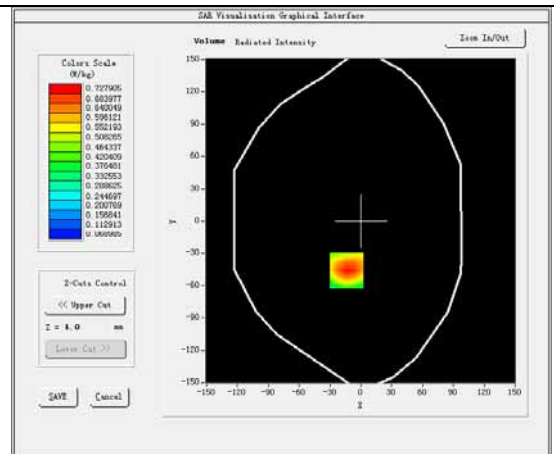 SAR Visualisation Graphical Interface
Volume Radiated Intensity
Zoom In/Out
Colors Scale
(W/kg)
0.727905
0.683977
0.640049
0.596121
0.552193
0.508265
0.464337
0.420409
0.376481
0.332553
0.288625
0.244697
0.200769
0.156841
0.112913
0.068985
Z-Cuts Control
<< Upper Cut
Z = 4.0 mm
Lower Cut >>
SAVE Cancel
150
120
90
60
30
0
-30
-60
-90
-120
-150
Y
-150 -120 -90 -60 -30 0 30 60 90 120 150
X